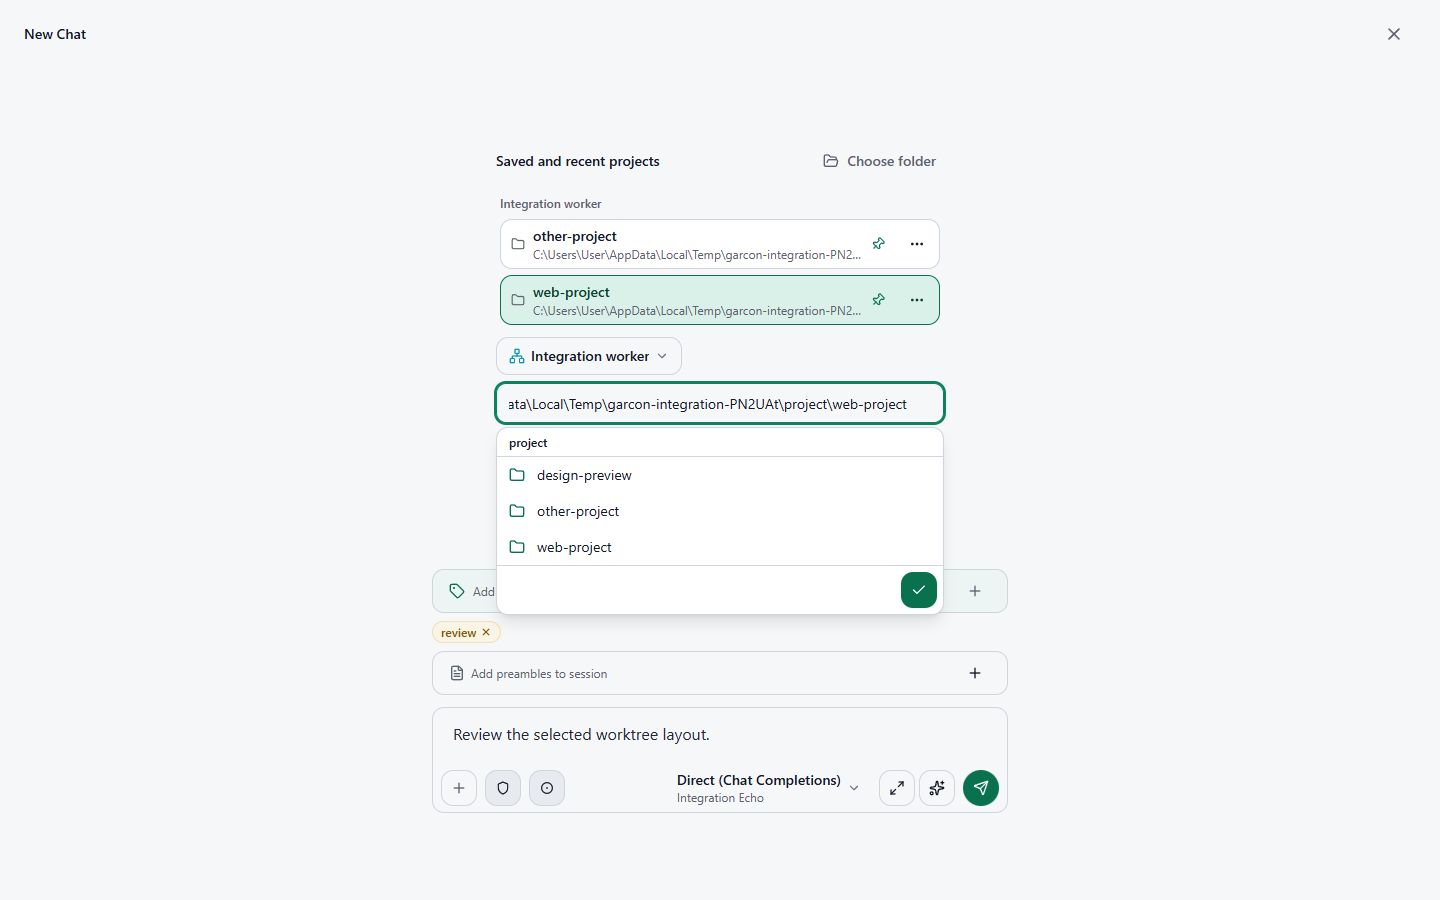 New Chat
Saved and recent projects
Choose folder
Integration worker
other-project
C:\Users\User\AppData\Local\Temp\garcon-integration-PN2...
web-project
C:\Users\User\AppData\Local\Temp\garcon-integration-PN2...
Integration worker
ata\Local\Temp\garcon-integration-PN2UAt\project\web-project
project
design-preview
other-project
web-project
Add
review
Add preambles to session
Review the selected worktree layout.
Direct (Chat Completions)
Integration Echo